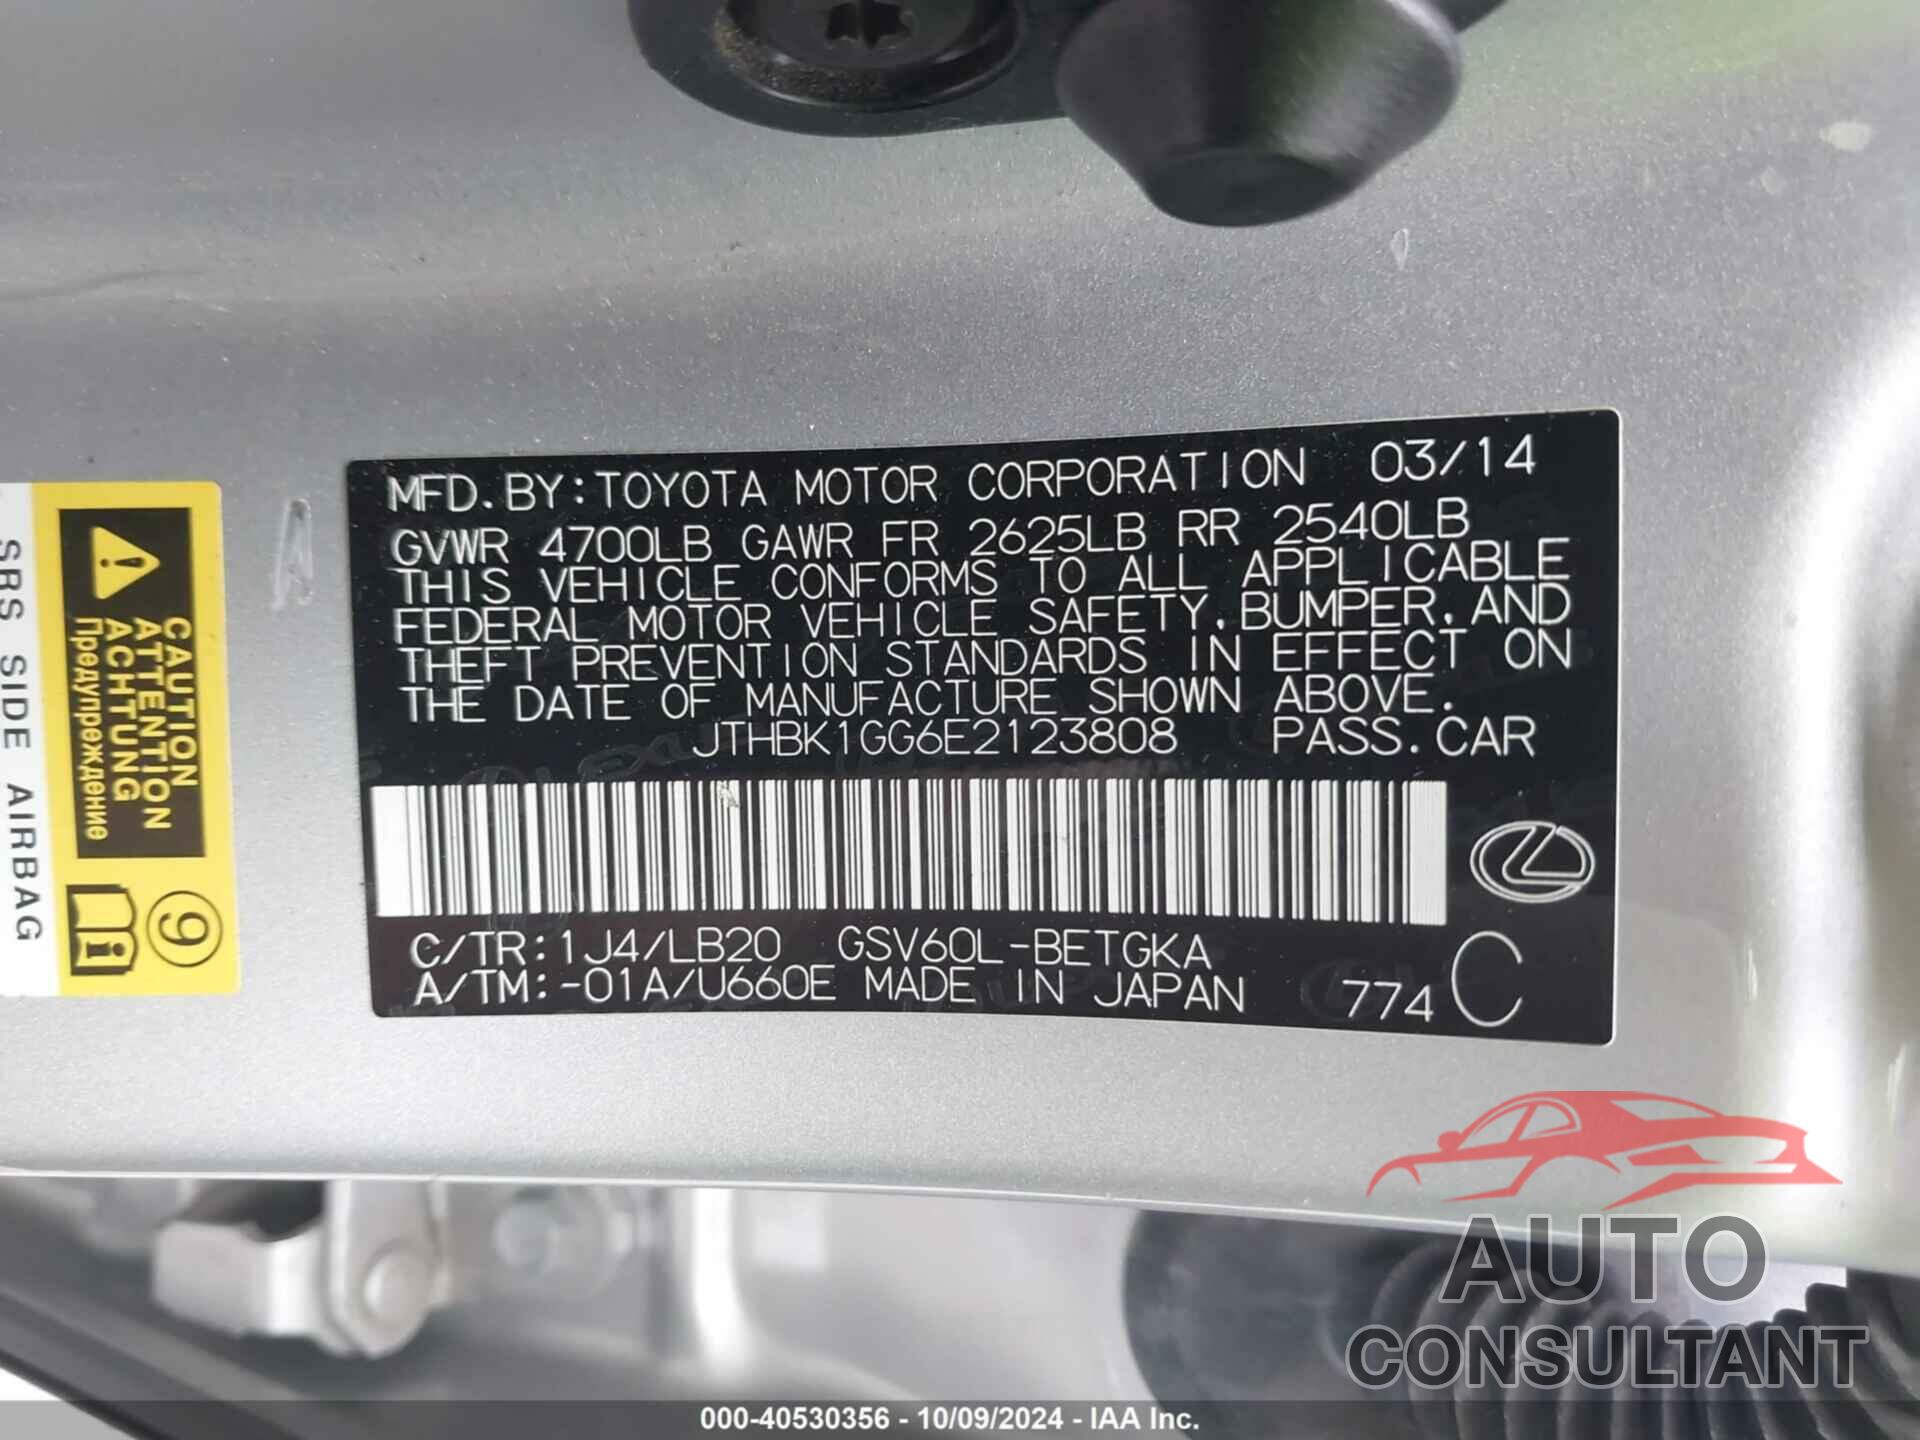 MFD. BY: TOYOTA MOTOR CORPORATION 03/14
GVWR 4700LB GAWR FR 2625LB RR 2540LB
THIS VEHICLE CONFORMS TO ALL APPLICABLE
FEDERAL MOTOR VEHICLE SAFETY, BUMPER, AND
THEFT PREVENTION STANDARDS IN EFFECT ON
THE DATE OF MANUFACTURE SHOWN ABOVE.
JTHBK1GG6E2123808 PASS. CAR
C/TR: 1J4/LB20 GSV60L-BETGKA
A/TM: -01A/U660E MADE IN JAPAN 774 C
CAUTION
ATTENTION
ACHTUNG
Предупреждение
9
SRS SIDE AIRBAG
AUTO
CONSULTANT
000-40530356 - 10/09/2024 - IAA Inc.